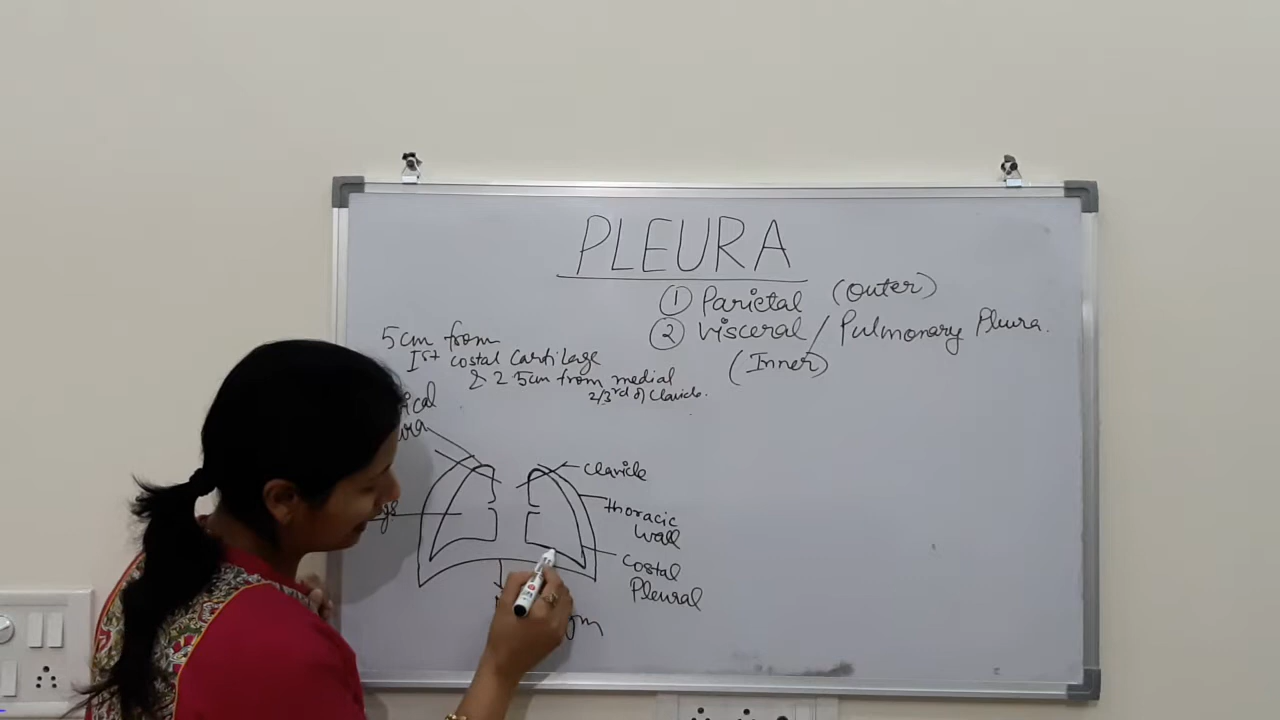 PLEURA
① Parietal (Outer)
② Visceral / Pulmonary Pleura.
(Inner)
5cm from
Ist costal Cartilage
& 2.5cm from medial
2/3rd of Clavicle.
Clavicle
thoracic
wall
Costal
Pleural